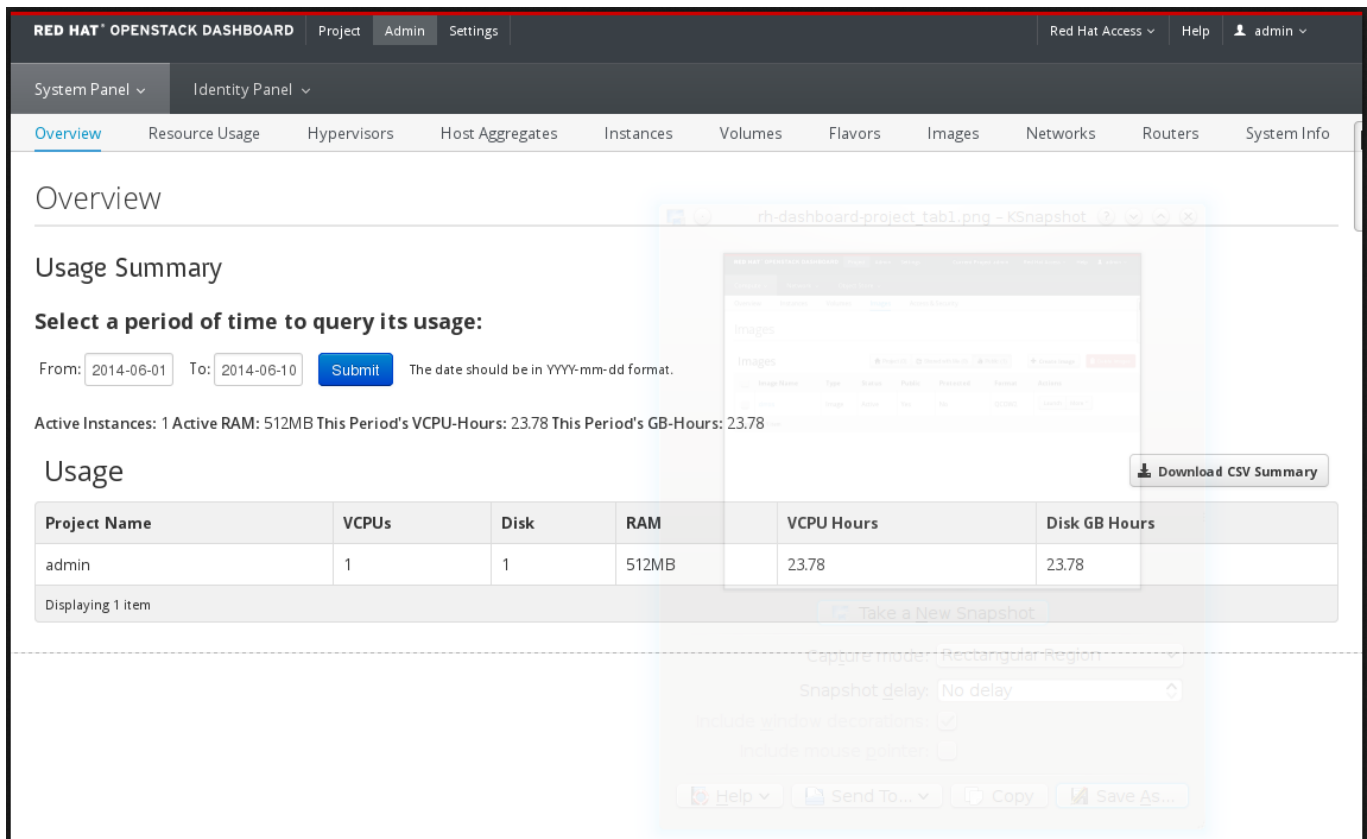 RED HAT® OPENSTACK DASHBOARD Project Admin Settings Red Hat Access Help admin
System Panel Identity Panel
Overview Resource Usage Hypervisors Host Aggregates Instances Volumes Flavors Images Networks Routers System Info
Overview
rh-dashboard-project_tab1.png – KSnapshot
Usage Summary
Select a period of time to query its usage:
Images
Images
From: 2014-06-01 To: 2014-06-10 Submit The date should be in YYYY-mm-dd format.
Active Instances: 1 Active RAM: 512MB This Period's VCPU-Hours: 23.78 This Period's GB-Hours: 23.78
Usage Download CSV Summary
Project Name VCPUs Disk RAM VCPU Hours Disk GB Hours
admin 1 1 512MB 23.78 23.78
Displaying 1 item
Take a New Snapshot
Capture mode: Rectangular Region
Snapshot delay: No delay
Include window decorations:
Include mouse pointer:
Help Send To... Copy Save As...